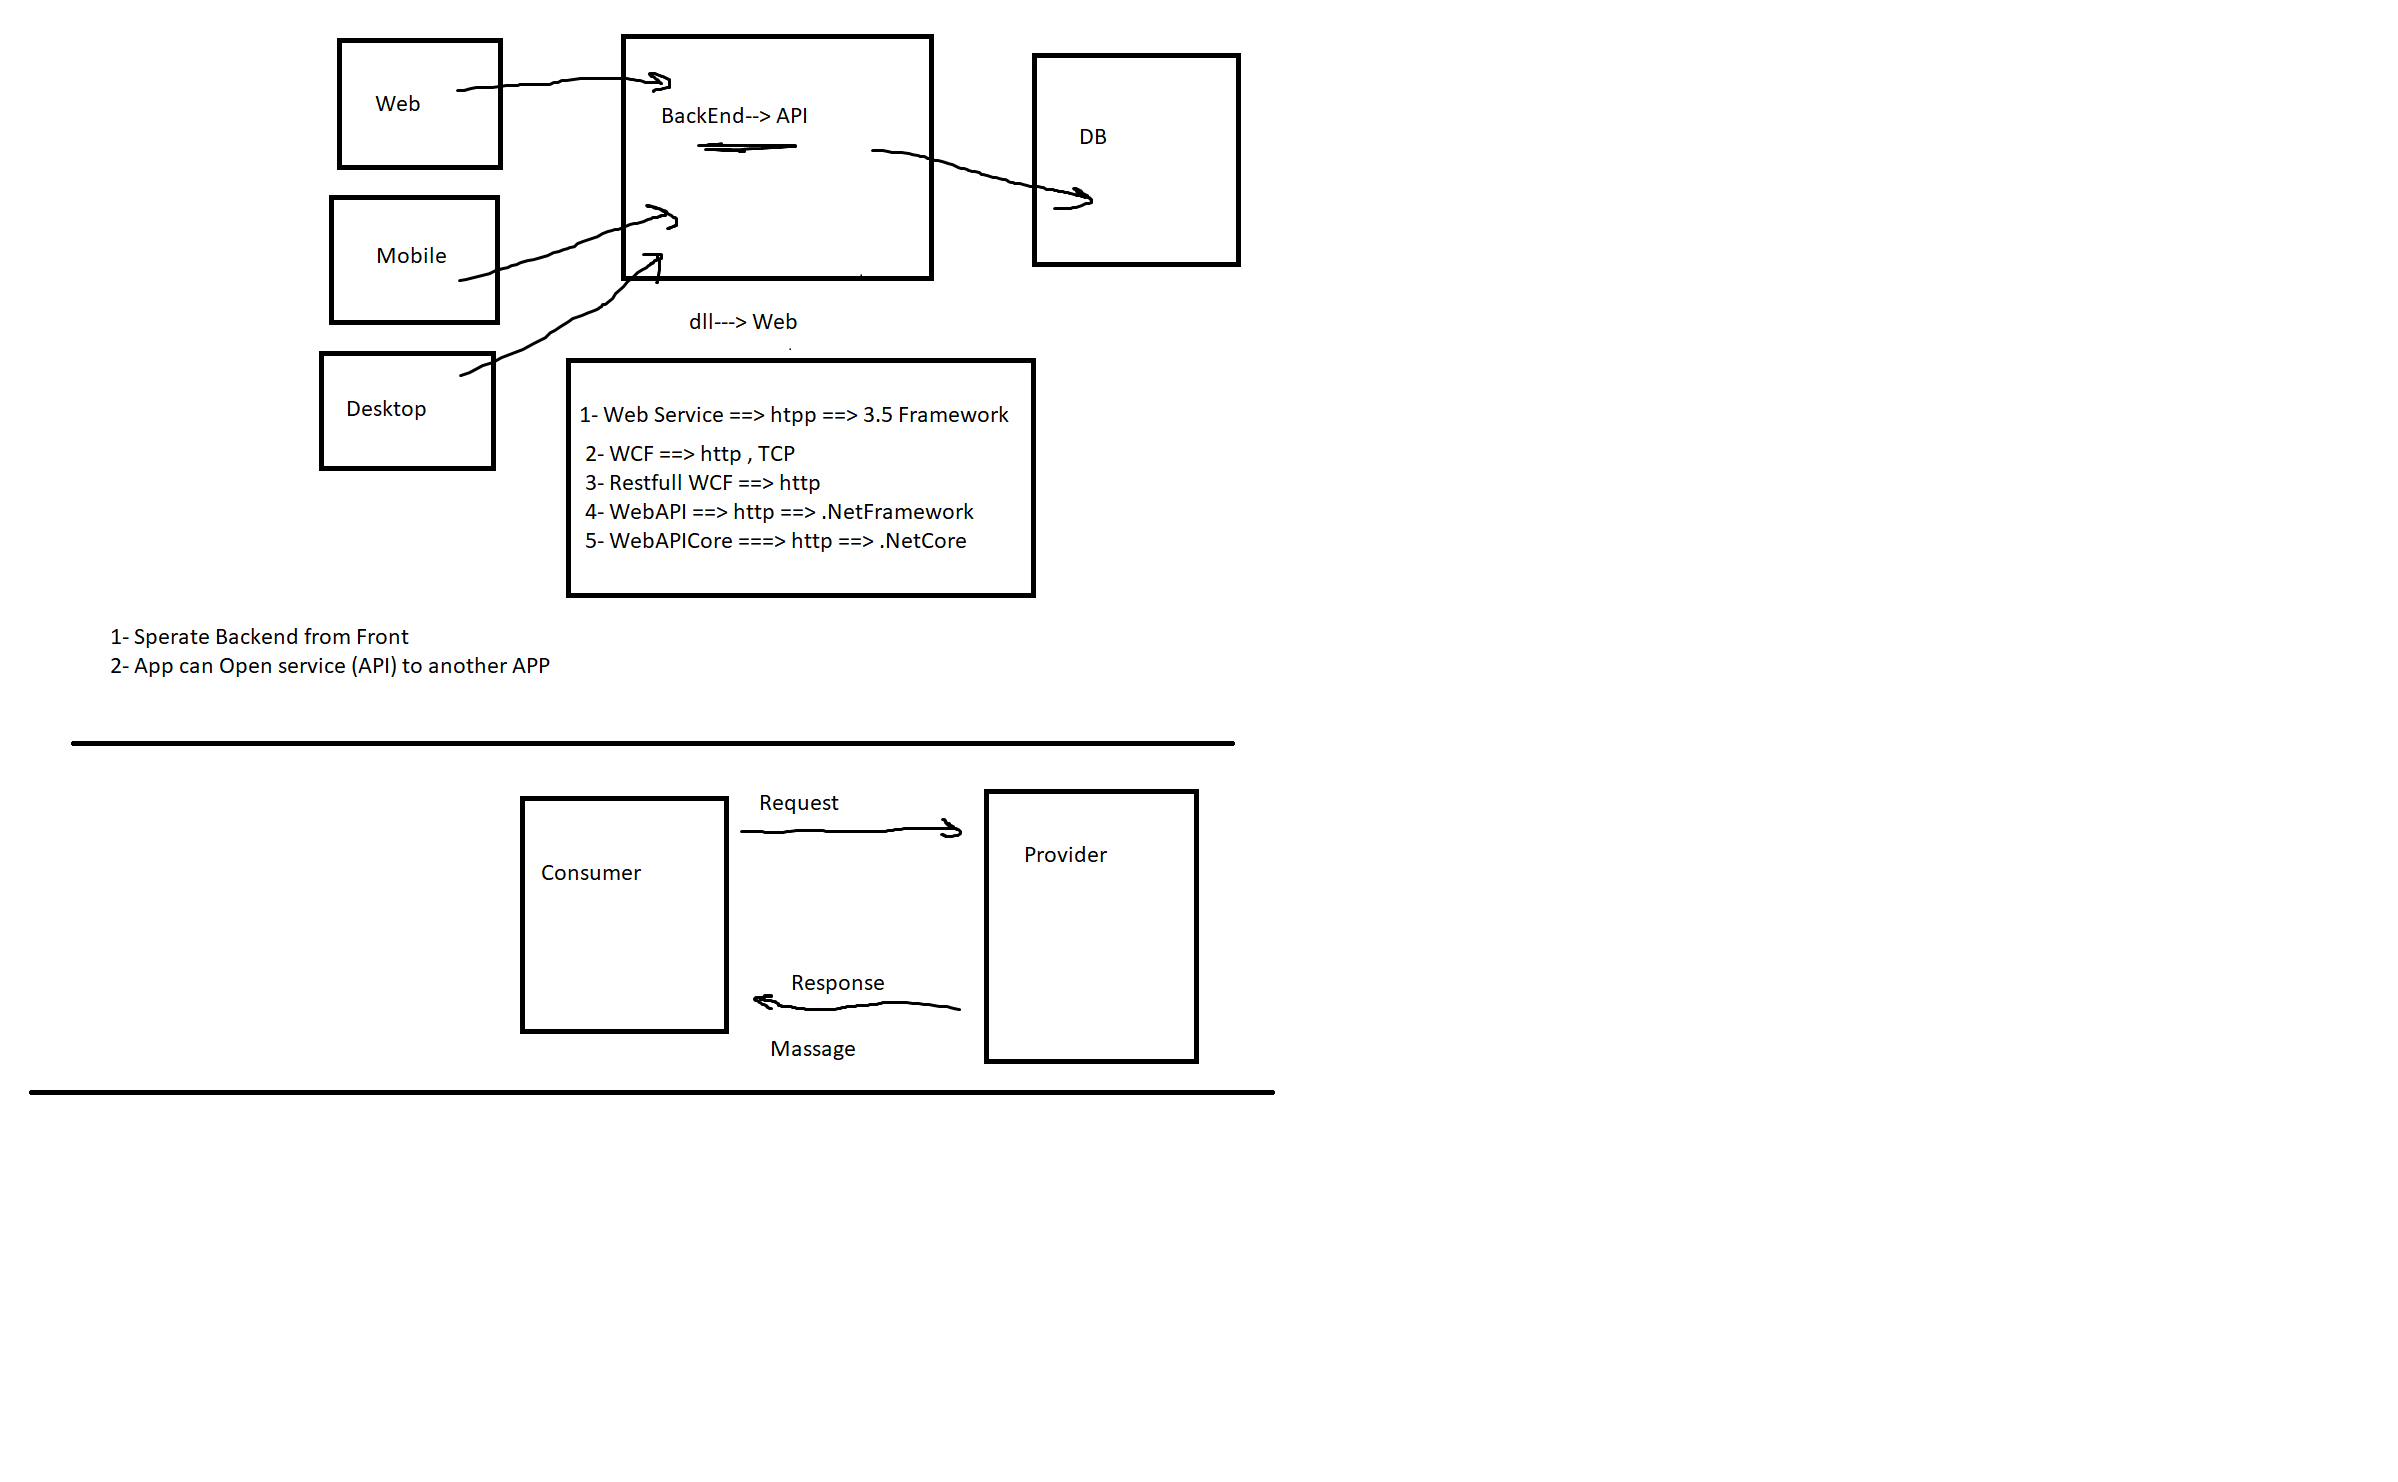 Web
BackEnd--> API
DB
Mobile
dll---> Web
Desktop
1- Web Service ==> htpp ==> 3.5 Framework
2- WCF ==> http , TCP
3- Restfull WCF ==> http
4- WebAPI ==> http ==> .NetFramework
5- WebAPICore ===> http ==> .NetCore
1- Sperate Backend from Front
2- App can Open service (API) to another APP
Request
Provider
Consumer
Response
Massage